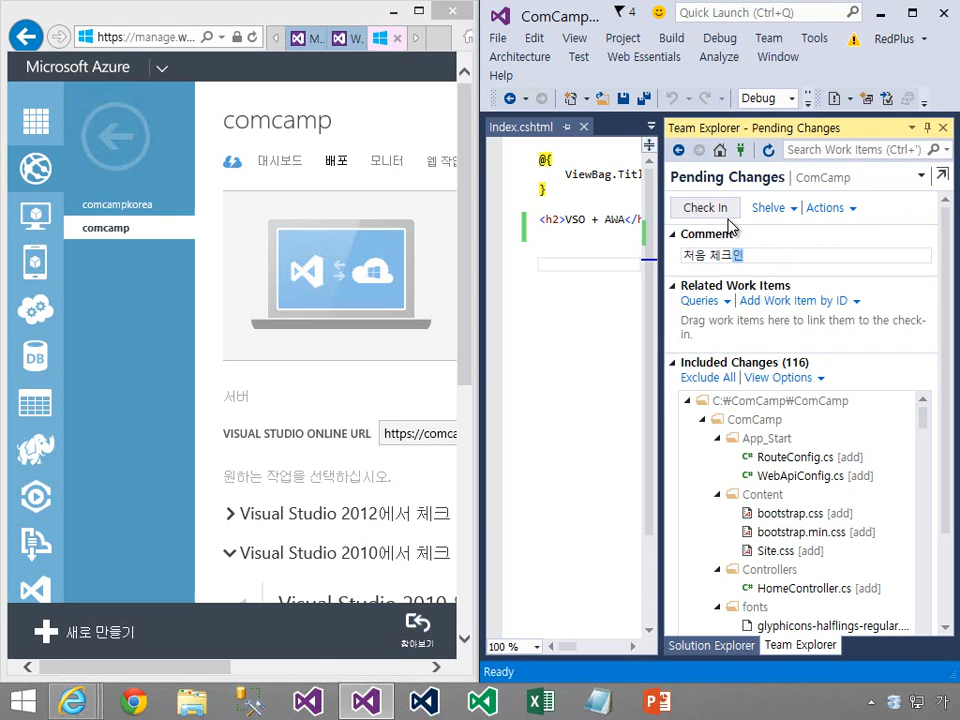 https://manage.w...
M...
W...
Microsoft Azure
comcampkorea
comcamp
comcamp
대시보드 배포 모니터 웹 작업
서버
VISUAL STUDIO ONLINE URL https://comca
원하는 작업을 선택하십시오.
Visual Studio 2012에서 체크
Visual Studio 2010에서 체크
새로 만들기
찾아보기
ComCamp...
4
Quick Launch (Ctrl+Q)
File Edit View Project Build Debug Team Tools RedPlus
Architecture Test Web Essentials Analyze Window
Help
Debug
Index.cshtml
@{
ViewBag.Titl
}
<h2>VSO + AWA</h
100 %
Team Explorer - Pending Changes
Search Work Items (Ctrl+')
Pending Changes | ComCamp
Check In Shelve Actions
Comment
처음 체크인
Related Work Items
Queries | Add Work Item by ID
Drag work items here to link them to the check-
in.
Included Changes (116)
Exclude All | View Options
C:₩ComCamp₩ComCamp
ComCamp
App_Start
C# RouteConfig.cs [add]
C# WebApiConfig.cs [add]
Content
bootstrap.css [add]
bootstrap.min.css [add]
Site.css [add]
Controllers
C# HomeController.cs [add]
fonts
glyphicons-halflings-regular....
Solution Explorer Team Explorer
Ready
가